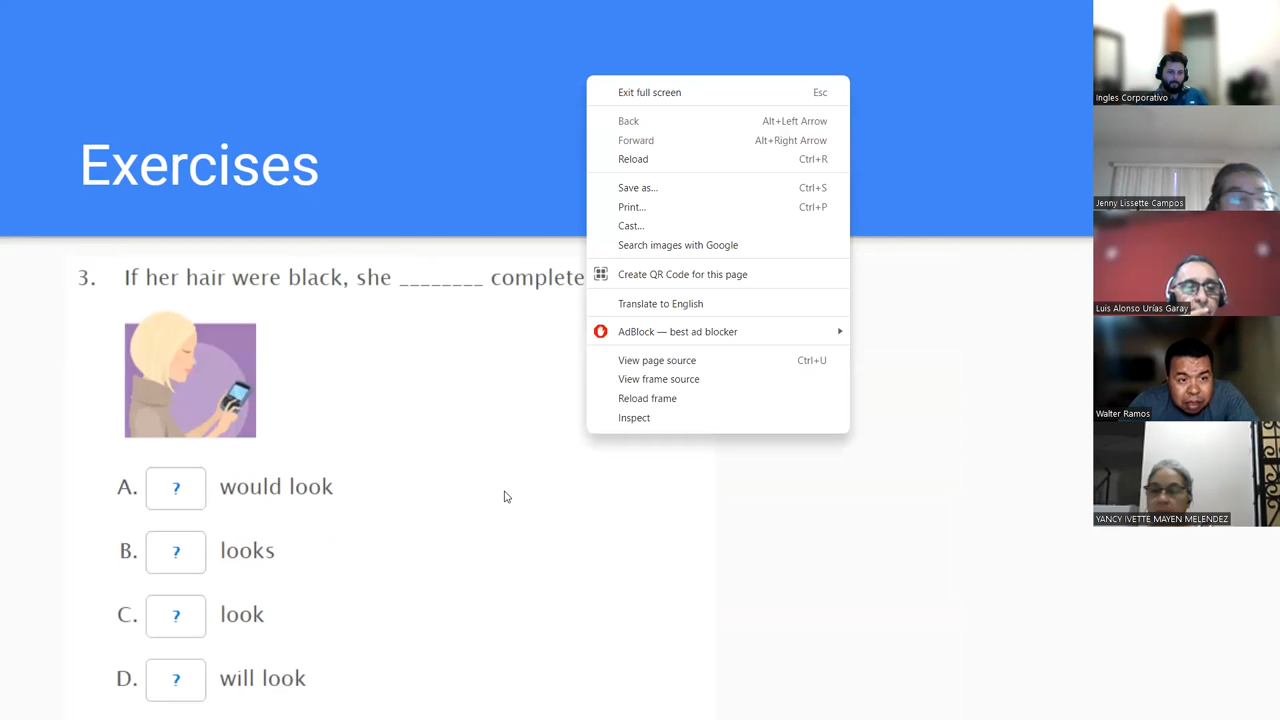 Exercises
3. If her hair were black, she ________ complete
A. ? would look
B. ? looks
C. ? look
D. ? will look
Exit full screen Esc
Back Alt+Left Arrow
Forward Alt+Right Arrow
Reload Ctrl+R
Save as... Ctrl+S
Print... Ctrl+P
Cast...
Search images with Google
Create QR Code for this page
Translate to English
AdBlock — best ad blocker
View page source Ctrl+U
View frame source
Reload frame
Inspect
Ingles Corporativo
Jenny Lissette Campos
Luis Alonso Urías Garay
Walter Ramos
YANCY IVETTE MAYEN MELENDEZ